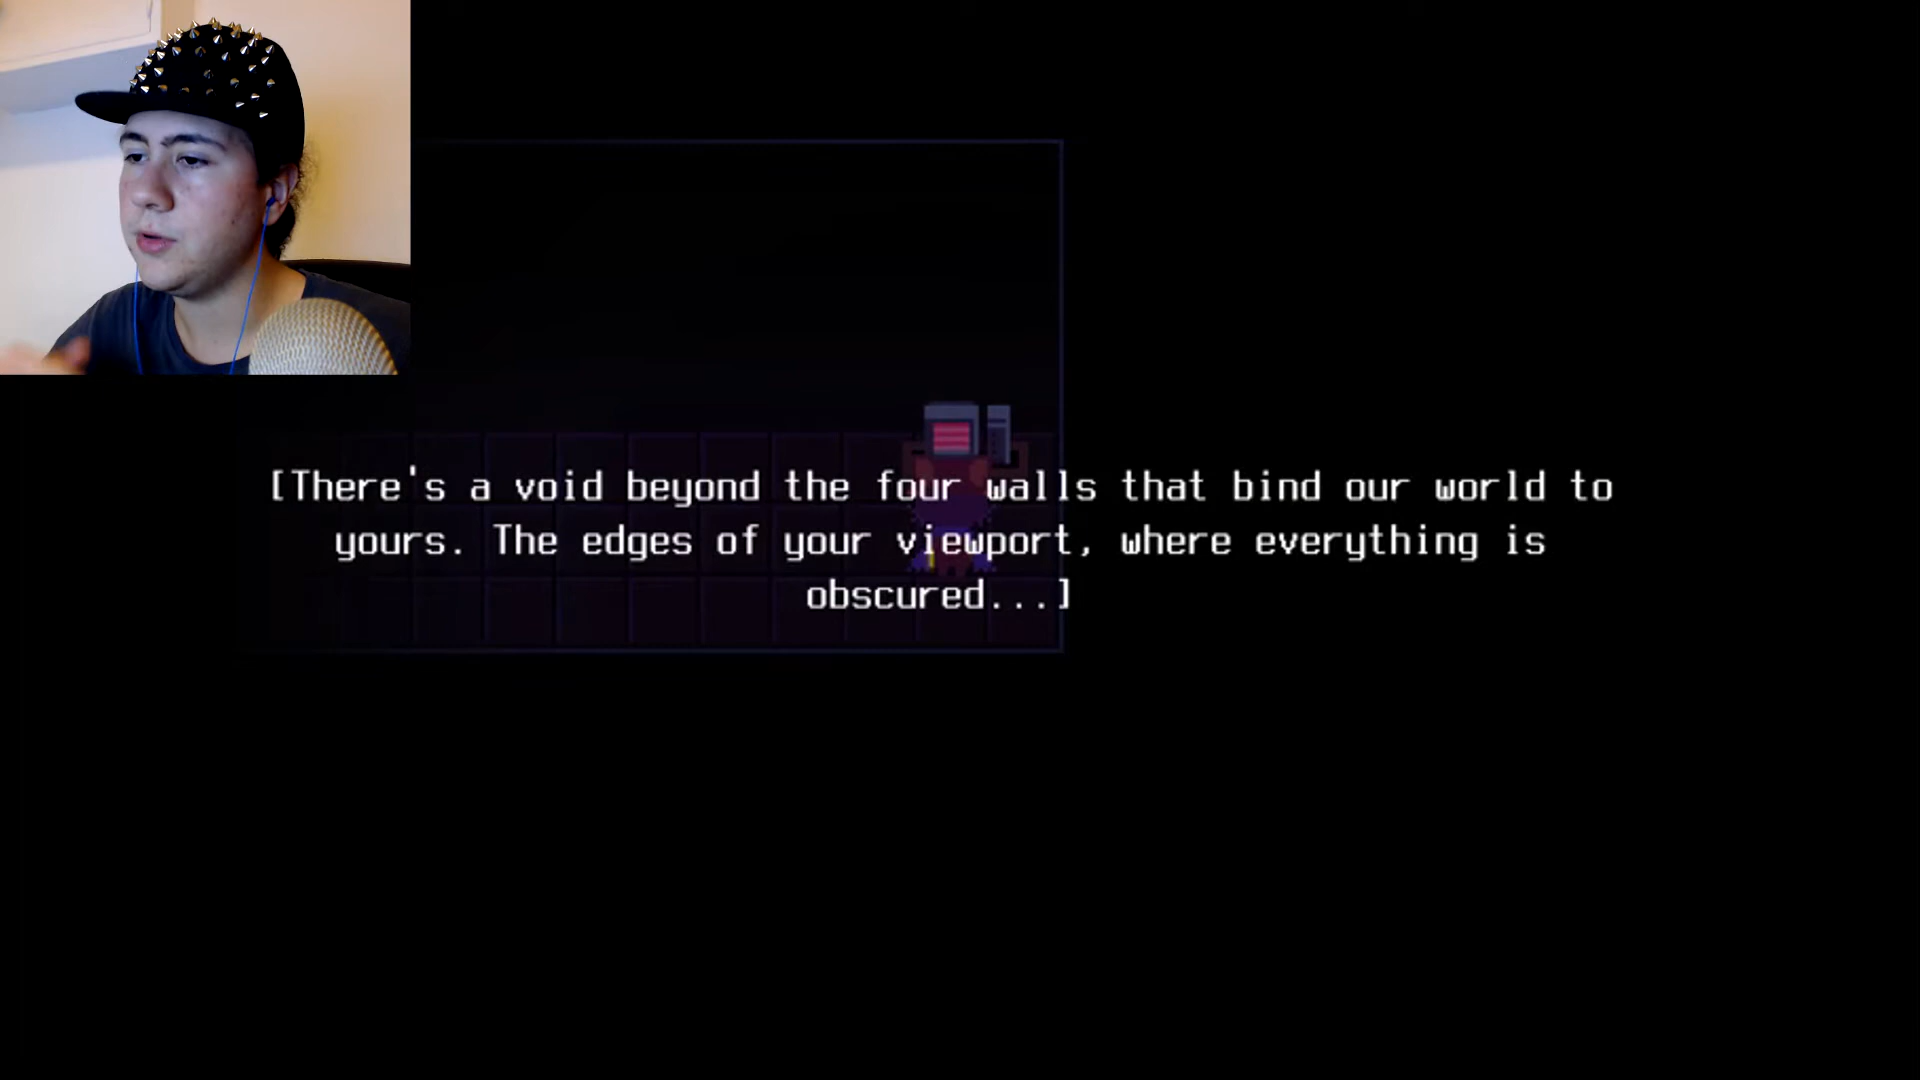 [There's a void beyond the four walls that bind our world to
yours. The edges of your viewport, where everything is
obscured...]